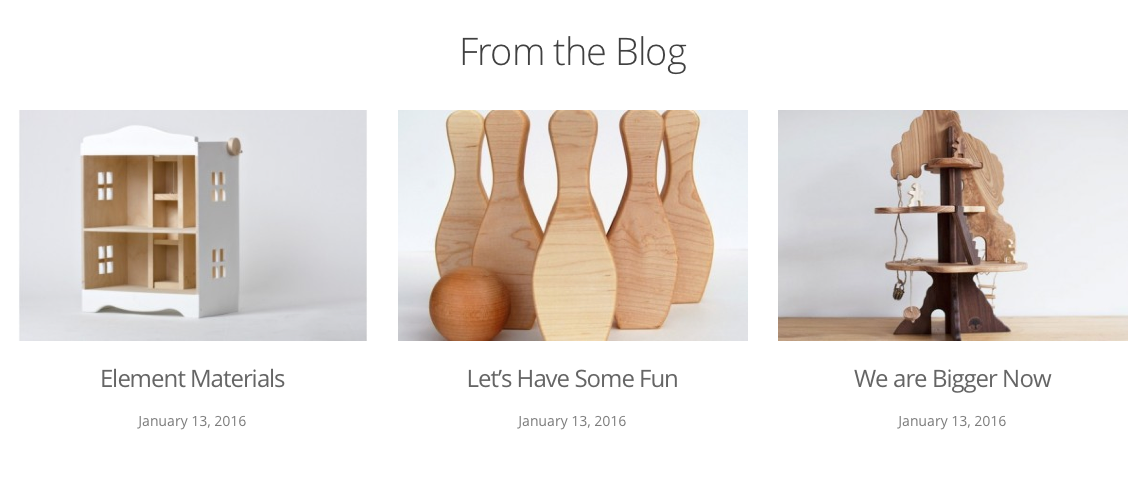 From the Blog
Element Materials
January 13, 2016
Let’s Have Some Fun
January 13, 2016
We are Bigger Now
January 13, 2016